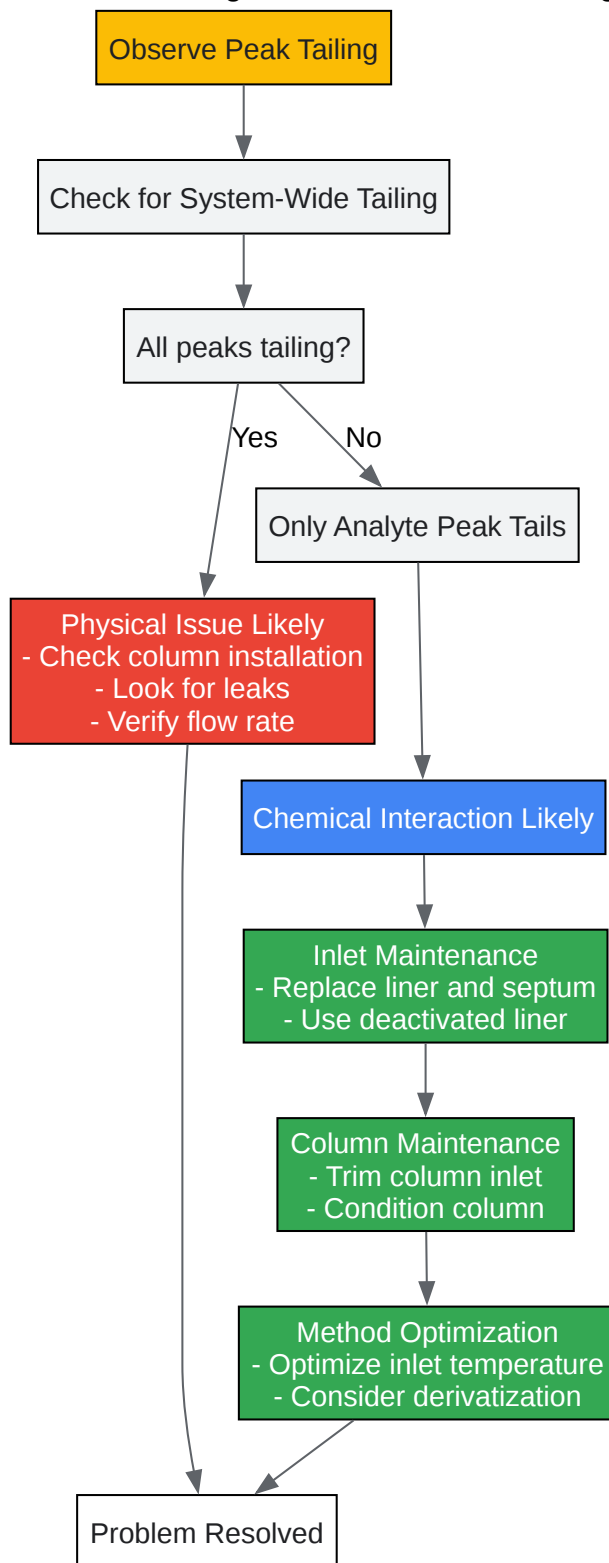 Observe Peak Tailing
Check for System-Wide Tailing
All peaks tailing?
Yes
No
Only Analyte Peak Tails
Physical Issue Likely
- Check column installation
- Look for leaks
- Verify flow rate
Chemical Interaction Likely
Inlet Maintenance
- Replace liner and septum
- Use deactivated liner
Column Maintenance
- Trim column inlet
- Condition column
Method Optimization
- Optimize inlet temperature
- Consider derivatization
Problem Resolved